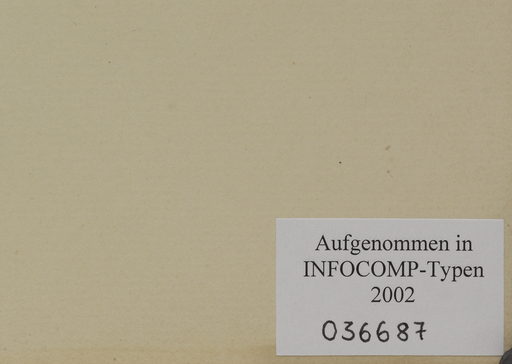 Aufgenommen in
INFOCOMP-Typen
2002
036687